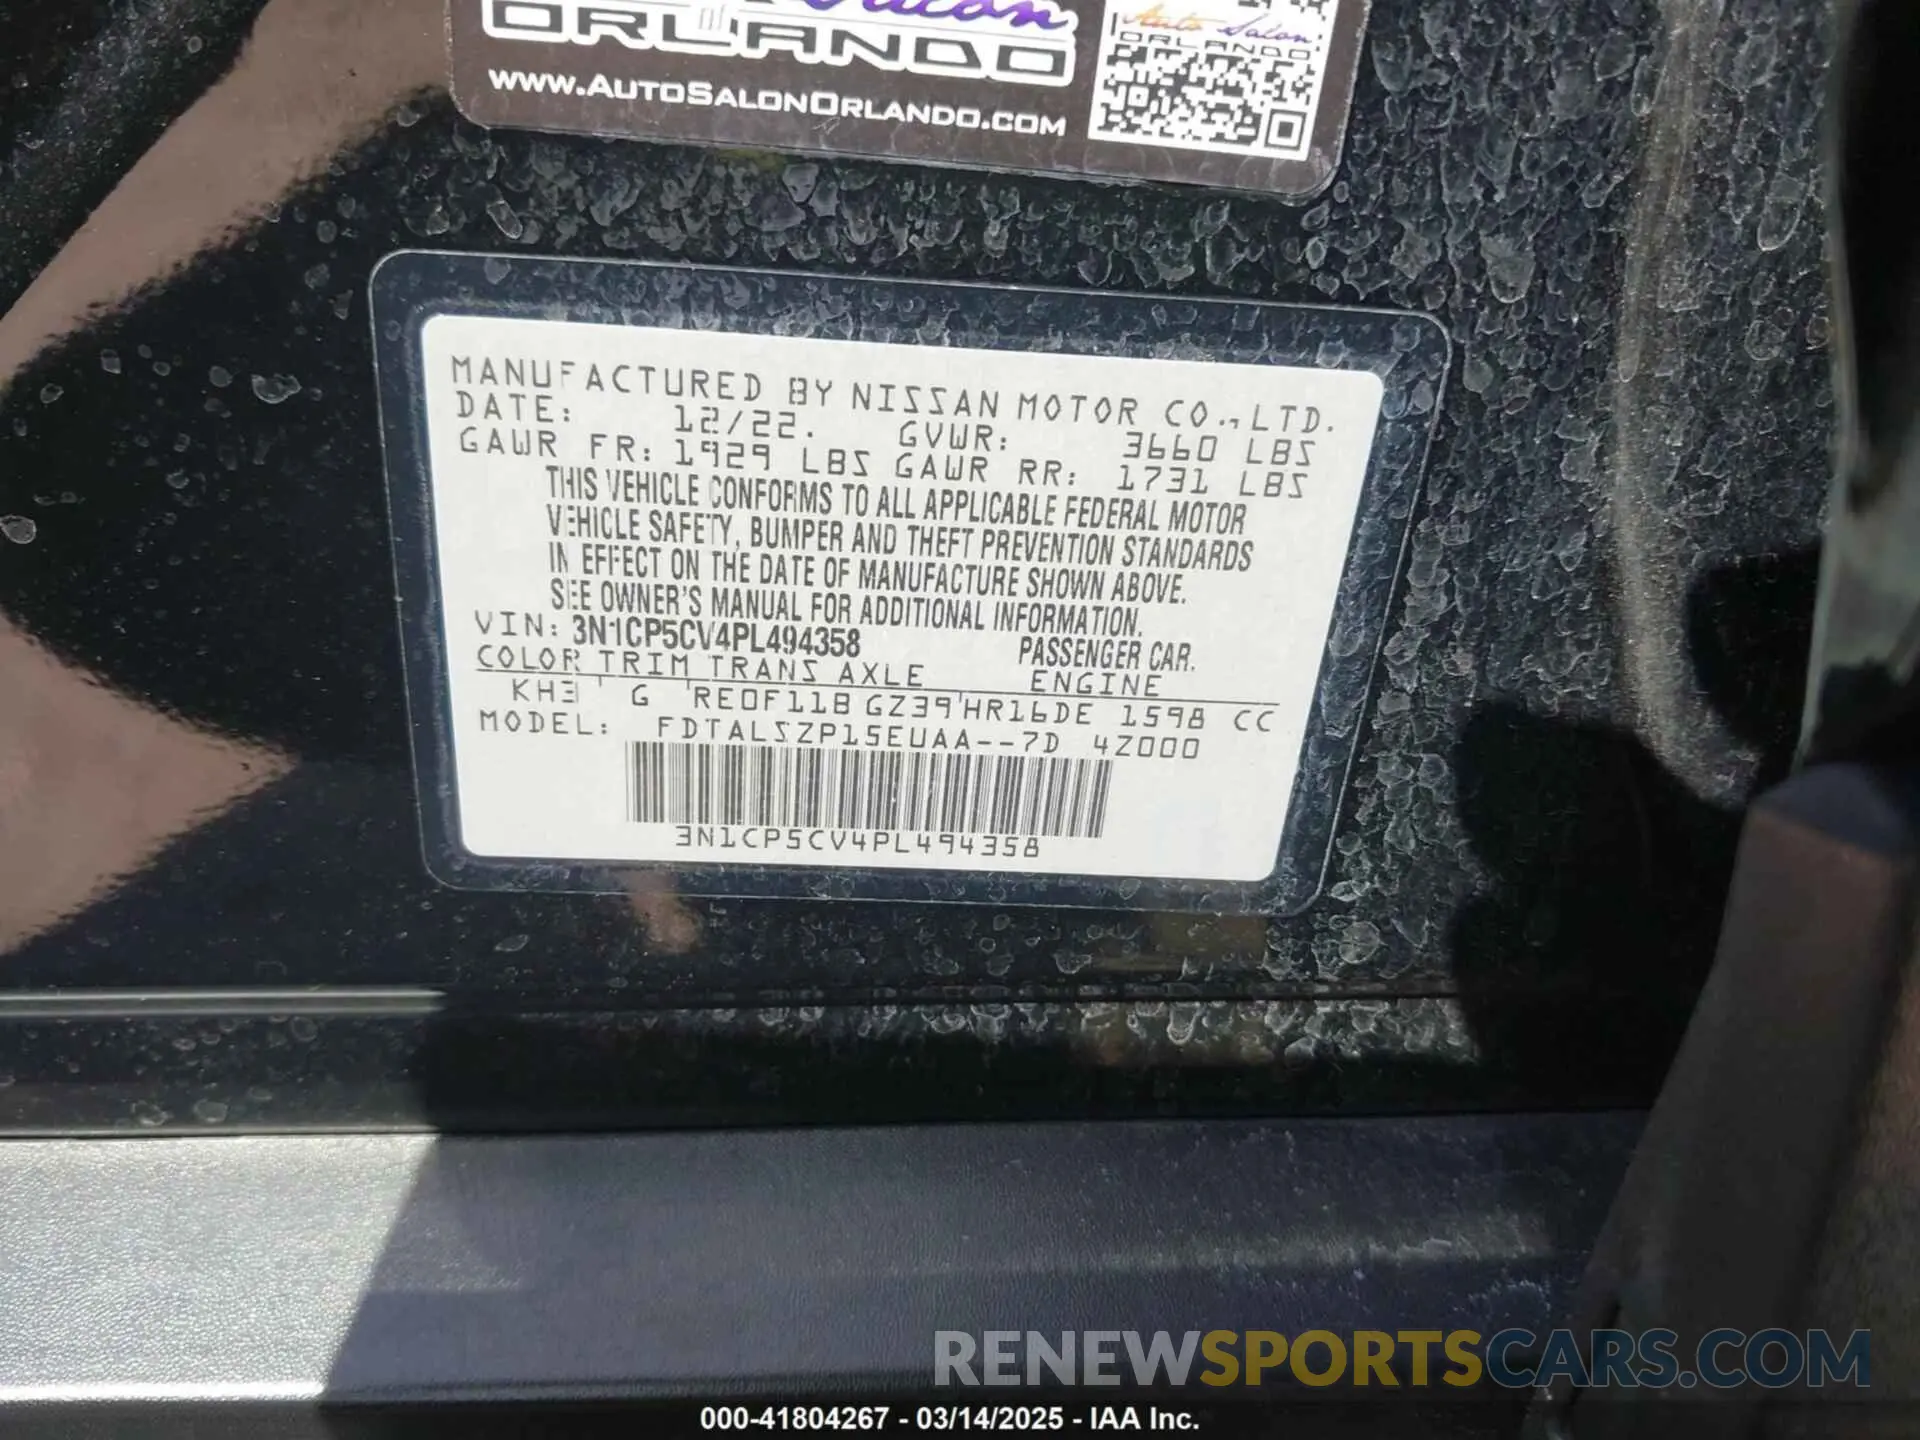 ORLANDO
WWW.AUTOSALONORLANDO.COM
Auto Salon
ORLANDO
MANUFACTURED BY NISSAN MOTOR CO.,LTD.
DATE: 12/22. GVWR: 3660 LBS
GAWR FR: 1929 LBS GAWR RR: 1731 LBS
THIS VEHICLE CONFORMS TO ALL APPLICABLE FEDERAL MOTOR
VEHICLE SAFETY, BUMPER AND THEFT PREVENTION STANDARDS
IN EFFECT ON THE DATE OF MANUFACTURE SHOWN ABOVE.
SEE OWNER'S MANUAL FOR ADDITIONAL INFORMATION.
VIN: 3N1CP5CV4PL494358 PASSENGER CAR.
COLOR TRIM TRANS AXLE ENGINE
KH3 G RE0F11B GZ39 HR16DE 1598 CC
MODEL: FDTALSZP15EUAA--7D 4Z000
3N1CP5CV4PL494358
RENEWSPORTSCARS.COM
000-41804267 - 03/14/2025 - IAA Inc.